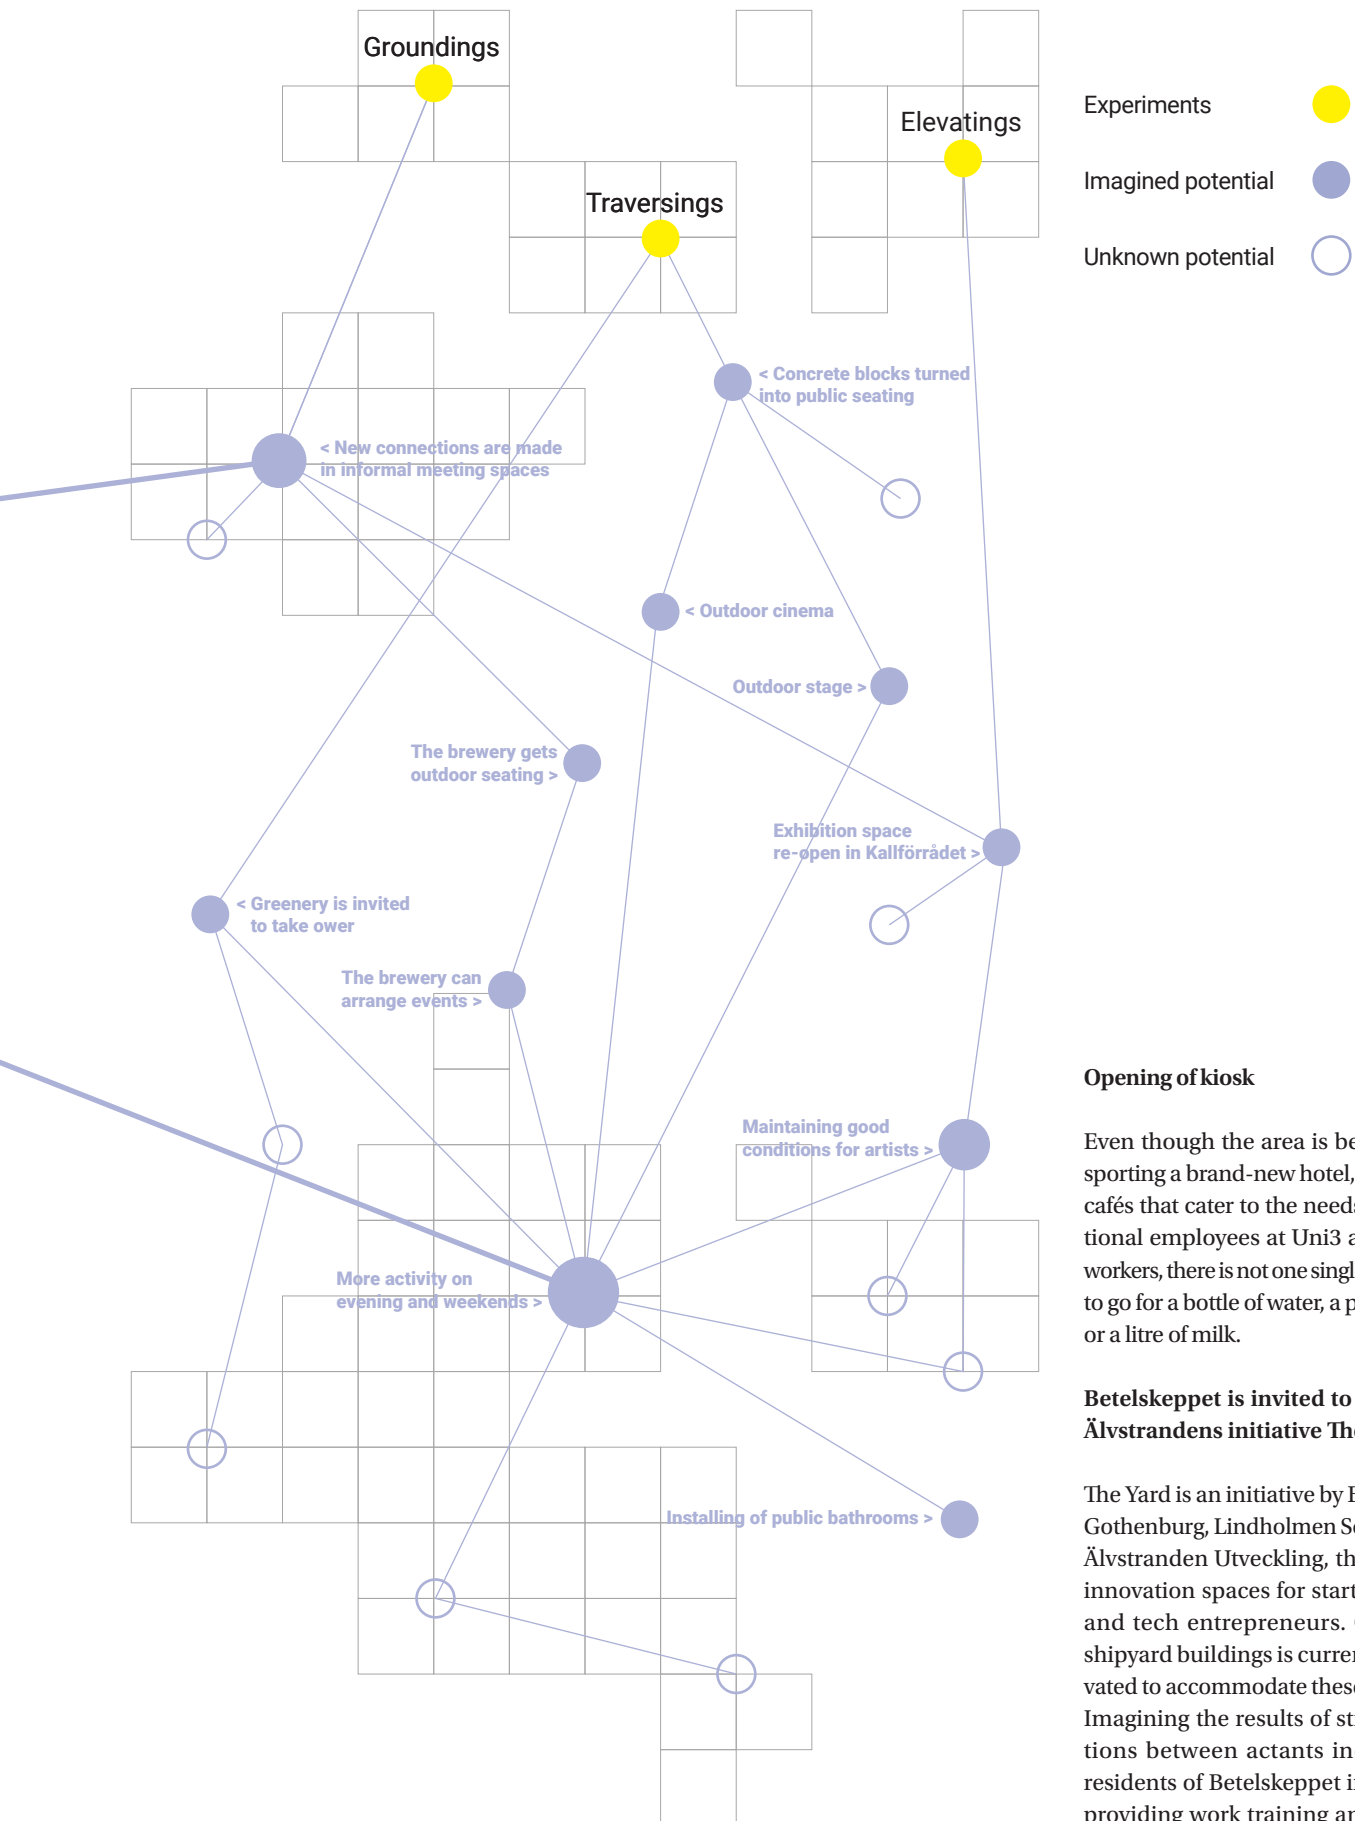 Groundings
Elevatings
Traversings
Experiments
Imagined potential
Unknown potential
< Concrete blocks turned
into public seating
< New connections are made
in informal meeting spaces
< Outdoor cinema
Outdoor stage >
The brewery gets
outdoor seating >
Exhibition space
re-open in Kallförrådet >
< Greenery is invited
to take ower
The brewery can
arrange events >
Maintaining good
conditions for artists >
More activity on
evening and weekends >
Installing of public bathrooms >
Opening of kiosk
Even though the area is be
sporting a brand-new hotel,
cafés that cater to the needs
tional employees at Uni3 a
workers, there is not one singl
to go for a bottle of water, a p
or a litre of milk.
Betelskeppet is invited to
Älvstrandens initiative The
The Yard is an initiative by
Gothenburg, Lindholmen Sc
Älvstranden Utveckling, th
innovation spaces for start
and tech entrepreneurs.
shipyard buildings is curren
vated to accommodate these
Imagining the results of st
tions between actants in
residents of Betelskeppet i
providing work training an